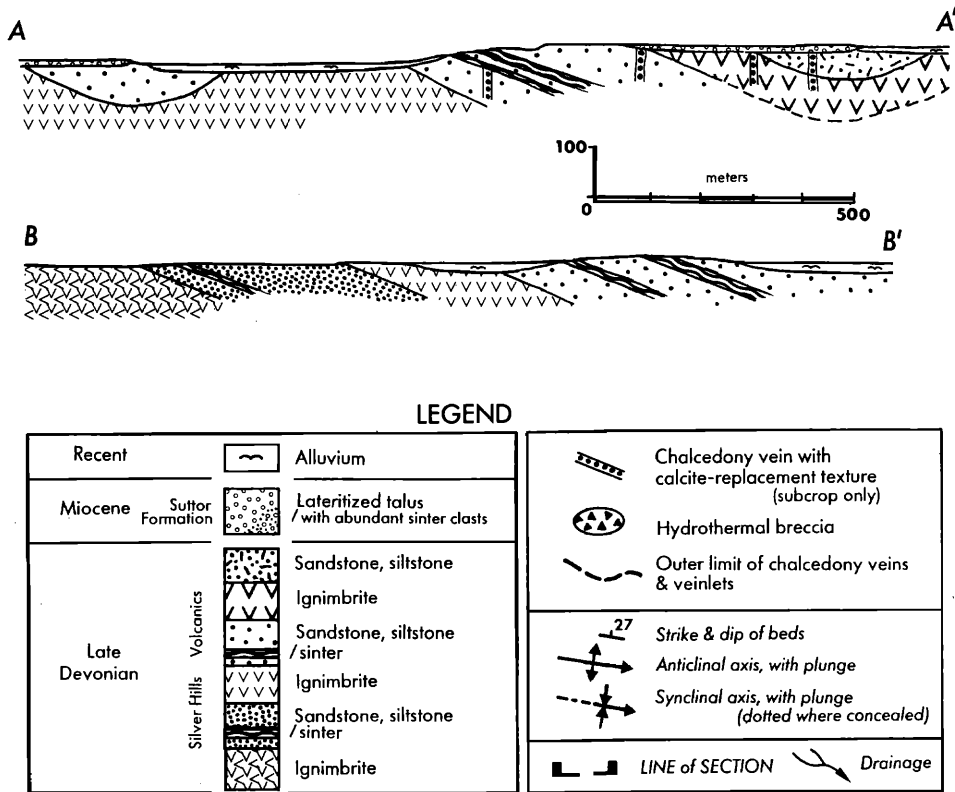 A
A'
100
meters
0
500
B
B'
LEGEND
Recent
Alluvium
Miocene
Suttor
Formation
Lateritized talus
/ with abundant sinter clasts
Late
Devonian
Silver Hills
Volcanics
Sandstone, siltstone
Ignimbrite
Sandstone, siltstone
/ sinter
Ignimbrite
Sandstone, siltstone
/ sinter
Ignimbrite
Chalcedony vein with
calcite-replacement texture
(subcrop only)
Hydrothermal breccia
Outer limit of chalcedony veins
& veinlets
27
Strike & dip of beds
Anticlinal axis, with plunge
Synclinal axis, with plunge
(dotted where concealed)
LINE of SECTION
Drainage